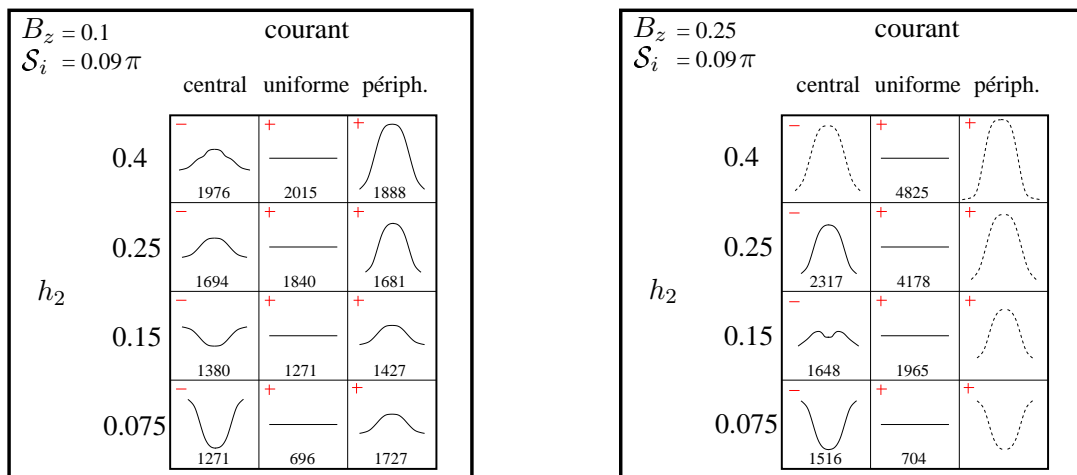 B_z = 0.1
courant
S_i = 0.09 π
central uniforme périph.
− + +
0.4
1976 2015 1888
− + +
0.25
1694 1840 1681
h_2
− + +
0.15
1380 1271 1427
− + +
0.075
1271 696 1727
B_z = 0.25
courant
S_i = 0.09 π
central uniforme périph.
− + +
0.4
4825
− + +
0.25
2317 4178
h_2
− + +
0.15
1648 1965
− + +
0.075
1516 704